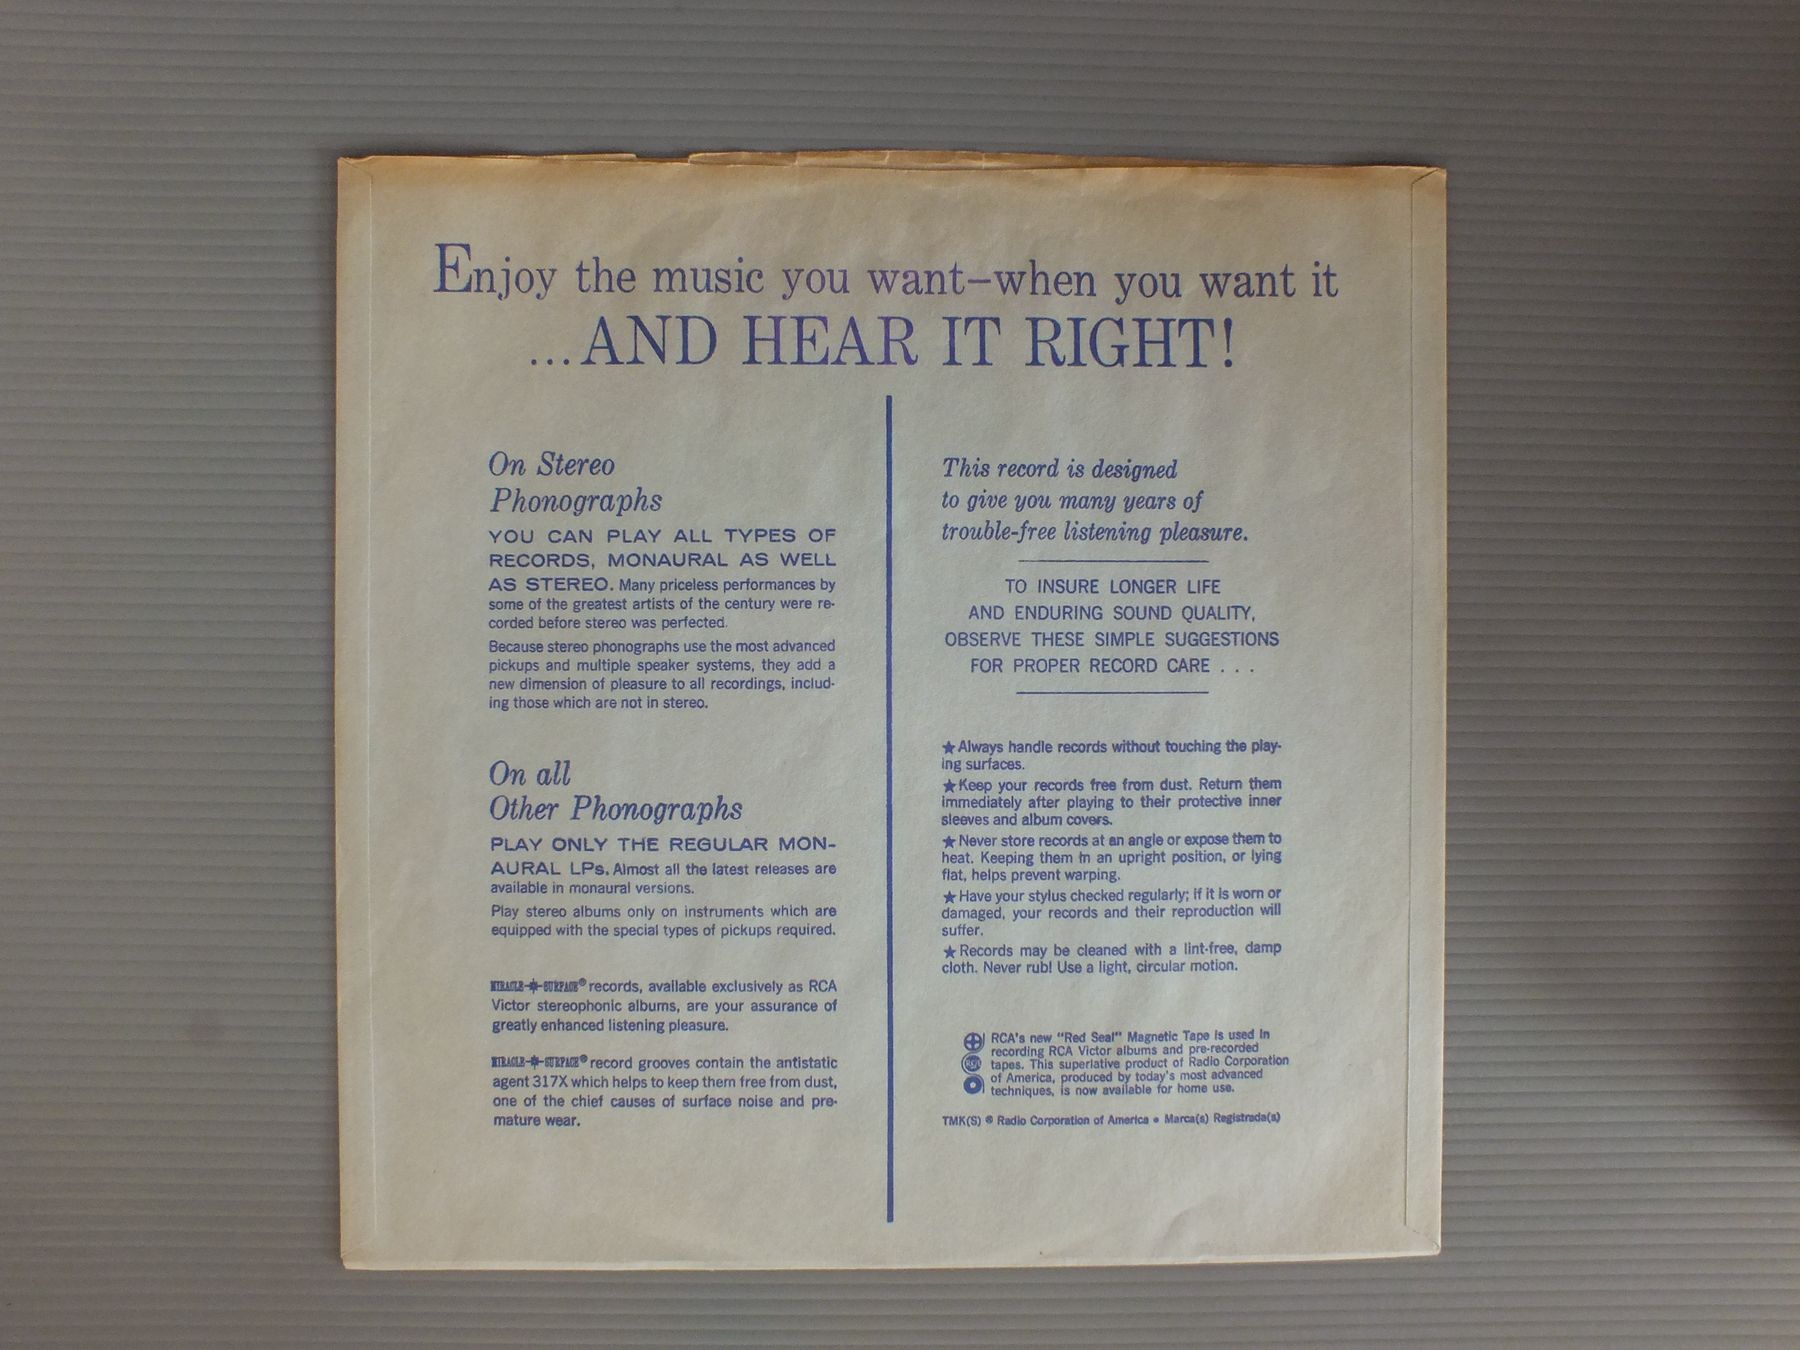 Enjoy the music you want—when you want it
...AND HEAR IT RIGHT!
On Stereo
Phonographs
YOU CAN PLAY ALL TYPES OF
RECORDS, MONAURAL AS WELL
AS STEREO. Many priceless performances by
some of the greatest artists of the century were re-
corded before stereo was perfected.
Because stereo phonographs use the most advanced
pickups and multiple speaker systems, they add a
new dimension of pleasure to all recordings, includ-
ing those which are not in stereo.
On all
Other Phonographs
PLAY ONLY THE REGULAR MON-
AURAL LPs. Almost all the latest releases are
available in monaural versions.
Play stereo albums only on instruments which are
equipped with the special types of pickups required.
MIRACLE-SURFACE® records, available exclusively as RCA
Victor stereophonic albums, are your assurance of
greatly enhanced listening pleasure.
MIRACLE-SURFACE® record grooves contain the antistatic
agent 317X which helps to keep them free from dust,
one of the chief causes of surface noise and pre-
mature wear.
This record is designed
to give you many years of
trouble-free listening pleasure.
TO INSURE LONGER LIFE
AND ENDURING SOUND QUALITY,
OBSERVE THESE SIMPLE SUGGESTIONS
FOR PROPER RECORD CARE . . .
★Always handle records without touching the play-
ing surfaces.
★Keep your records free from dust. Return them
immediately after playing to their protective inner
sleeves and album covers.
★Never store records at an angle or expose them to
heat. Keeping them in an upright position, or lying
flat, helps prevent warping.
★Have your stylus checked regularly; if it is worn or
damaged, your records and their reproduction will
suffer.
★Records may be cleaned with a lint-free, damp
cloth. Never rub! Use a light, circular motion.
RCA's new "Red Seal" Magnetic Tape is used in
recording RCA Victor albums and pre-recorded
tapes. This superlative product of Radio Corporation
of America, produced by today's most advanced
techniques, is now available for home use.
TMK(S) ® Radio Corporation of America • Marca(s) Registrada(s)